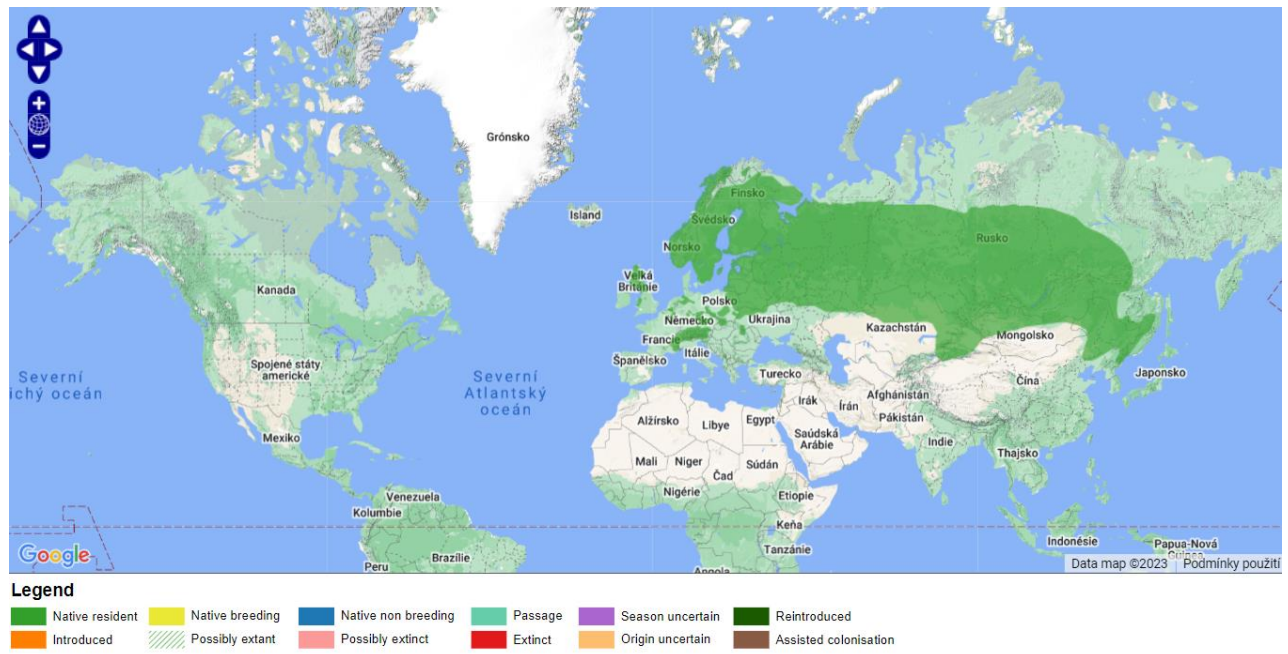 Grónsko
Island
Finsko
Švédsko
Norsko
Rusko
Velká
Británie
Polsko
Německo
Ukrajina
Francie
Kazachstán
Mongolsko
Kanada
Itálie
Španělsko
Turecko
Spojené státy
americké
Severní
ichý oceán
Severní
Atlantský
oceán
Čína
Japonsko
Afghánistán
Irák
Írán
Pákistán
Alžírsko
Libye
Egypt
Saúdská
Arábie
Indie
Thajsko
Mexiko
Mali
Niger
Čad
Súdán
Nigérie
Etiopie
Venezuela
Kolumbie
Keňa
Tanzánie
Indonésie
Papua-Nová
Guinea
Brazílie
Peru
Angola
Google
Data map ©2023 Podmínky použití
Legend
Native resident Native breeding Native non breeding Passage Season uncertain Reintroduced
Introduced Possibly extant Possibly extinct Extinct Origin uncertain Assisted colonisation